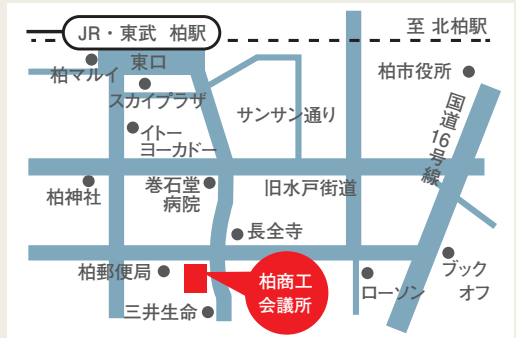 JR・東武 柏駅
至 北柏駅
東口
柏マルイ
スカイプラザ
柏市役所
サンサン通り
国道16号線
イトー
ヨーカドー
巻石堂
病院
旧水戸街道
柏神社
長全寺
柏郵便局
柏商工
会議所
ブック
オフ
ローソン
三井生命